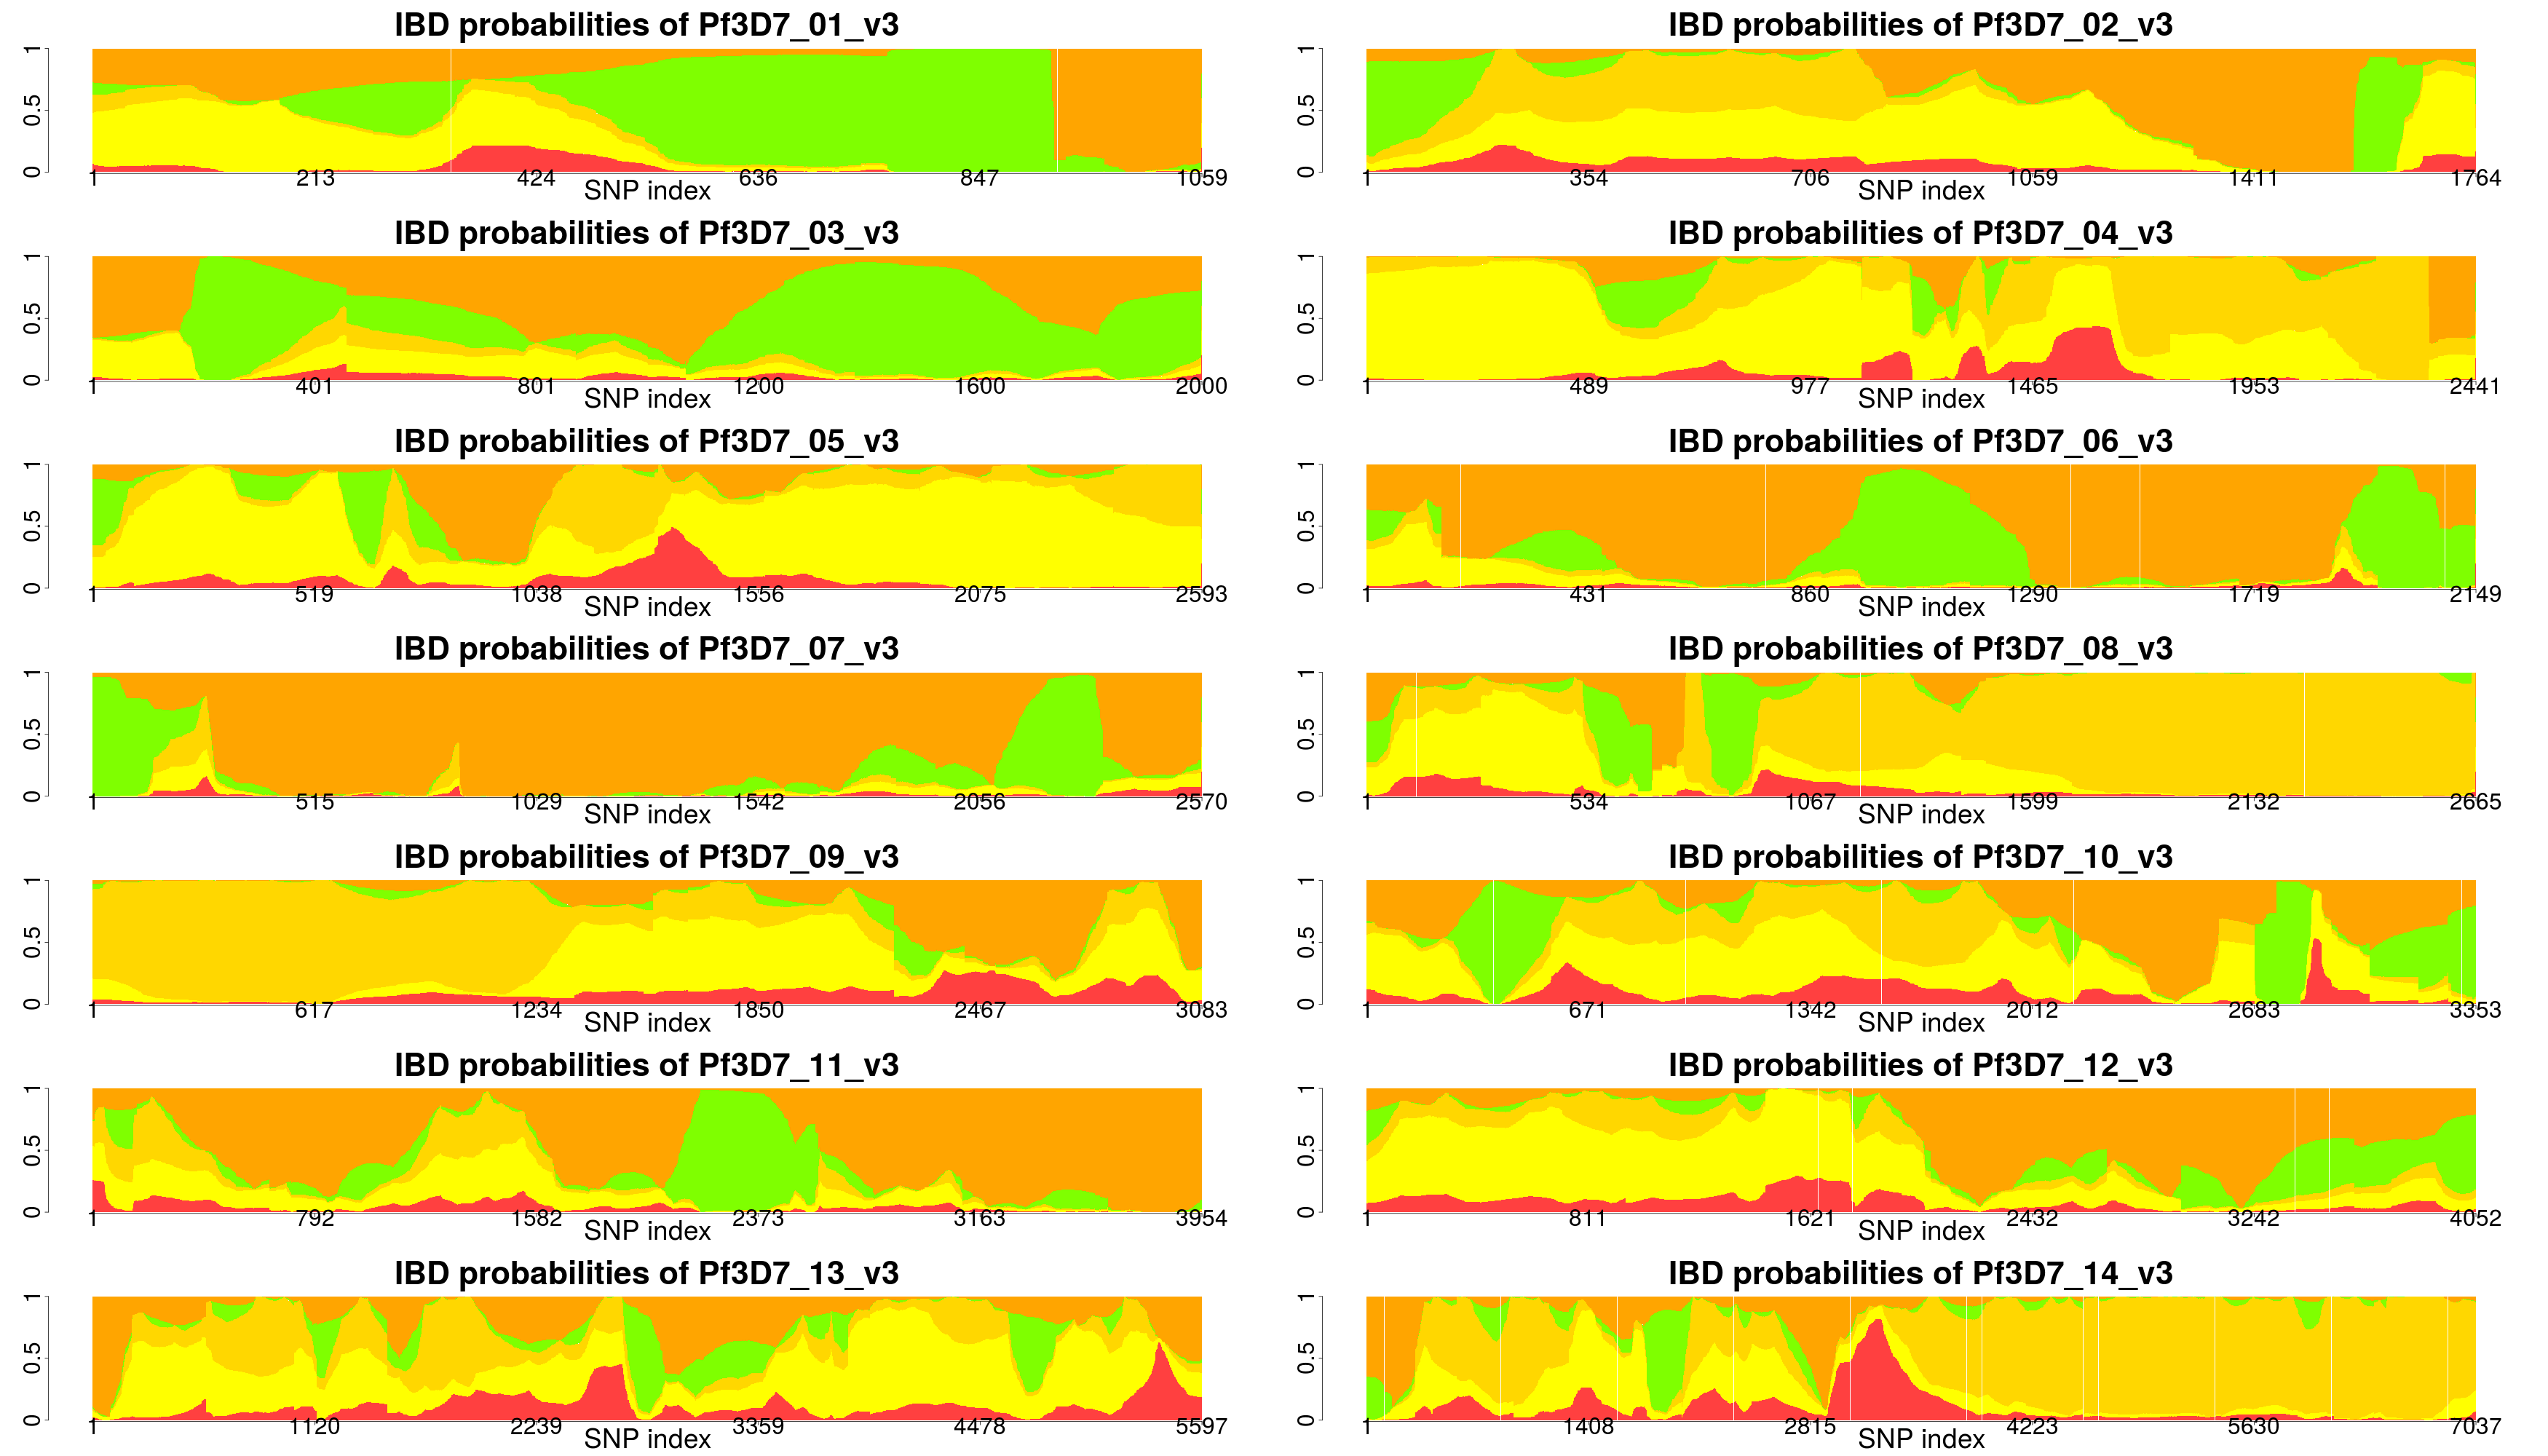 IBD probabilities of Pf3D7_01_v3
0 0.5 1
1 213 424 636 847 1059
SNP index
IBD probabilities of Pf3D7_02_v3
0 0.5 1
1 354 706 1059 1411 1764
SNP index
IBD probabilities of Pf3D7_03_v3
0 0.5 1
1 401 801 1200 1600 2000
SNP index
IBD probabilities of Pf3D7_04_v3
0 0.5 1
1 489 977 1465 1953 2441
SNP index
IBD probabilities of Pf3D7_05_v3
0 0.5 1
1 519 1038 1556 2075 2593
SNP index
IBD probabilities of Pf3D7_06_v3
0 0.5 1
1 431 860 1290 1719 2149
SNP index
IBD probabilities of Pf3D7_07_v3
0 0.5 1
1 515 1029 1542 2056 2570
SNP index
IBD probabilities of Pf3D7_08_v3
0 0.5 1
1 534 1067 1599 2132 2665
SNP index
IBD probabilities of Pf3D7_09_v3
0 0.5 1
1 617 1234 1850 2467 3083
SNP index
IBD probabilities of Pf3D7_10_v3
0 0.5 1
1 671 1342 2012 2683 3353
SNP index
IBD probabilities of Pf3D7_11_v3
0 0.5 1
1 792 1582 2373 3163 3954
SNP index
IBD probabilities of Pf3D7_12_v3
0 0.5 1
1 811 1621 2432 3242 4052
SNP index
IBD probabilities of Pf3D7_13_v3
0 0.5 1
1 1120 2239 3359 4478 5597
SNP index
IBD probabilities of Pf3D7_14_v3
0 0.5 1
1 1408 2815 4223 5630 7037
SNP index